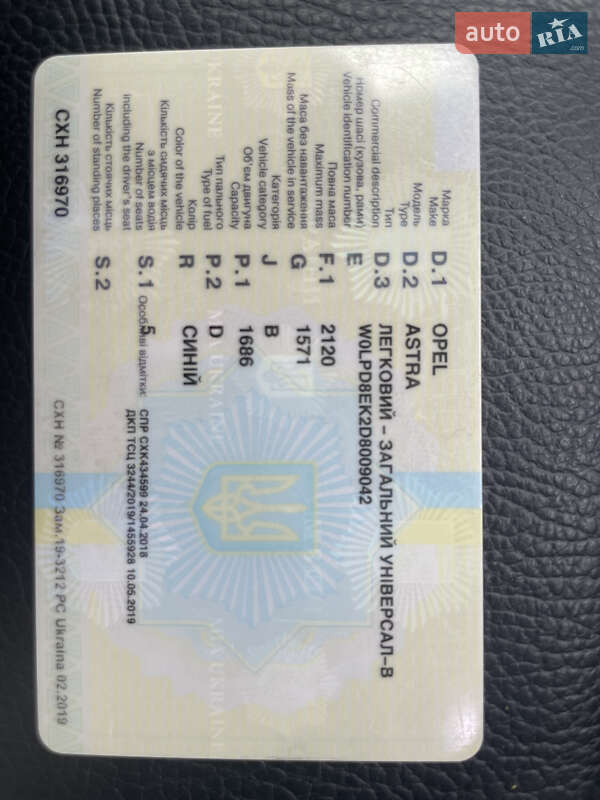 auto RIA.com
Марка
Make
D.1 OPEL
Модель
Type
D.2 ASTRA
Тип
Commercial description
D.3 ЛЕГКОВИЙ – ЗАГАЛЬНИЙ УНІВЕРСАЛ-В
Номер шасі (кузова, рами)
Vehicle identification number
E W0LPD8EK2D8009042
Повна маса
Maximum mass
F.1 2120
Маса без навантаження
Mass of the vehicle in service
G 1571
Категорія
Vehicle category
J B
Об'єм двигуна
Capacity
P.1 1686
Тип пального
Type of fuel
P.2 D
Колір
Color of the vehicle
R СИНІЙ
Кількість сидячих місць
з місцем водія
Number of seats
including the driver's seat
S.1 5
Особливі відмітки:
СПР СХК434599 24.04.2018
ДКП ТСЦ 3244/2019/1455928 10.05.2019
Кількість стоячих місць
Number of standing places
S.2
СХН 316970
СХН № 316970 Зам.19-3212 PC Ukraina 02.2019